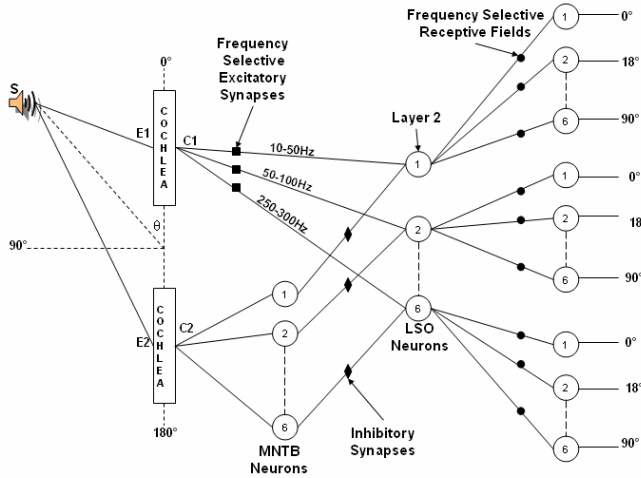 Frequency Selective
Receptive Fields
1
0°
Frequency
Selective
Excitatory
Synapses
0°
2
18°
S
Layer 2
6
90°
E1
COCHLEA
C1
10-50Hz
1
50-100Hz
250-300Hz
1
0°
2
2
18
θ
90°
6
90°
1
6
LSO
Neurons
E2
COCHLEA
C2
2
1
0°
2
18°
6
180°
MNTB
Neurons
Inhibitory
Synapses
6
90°